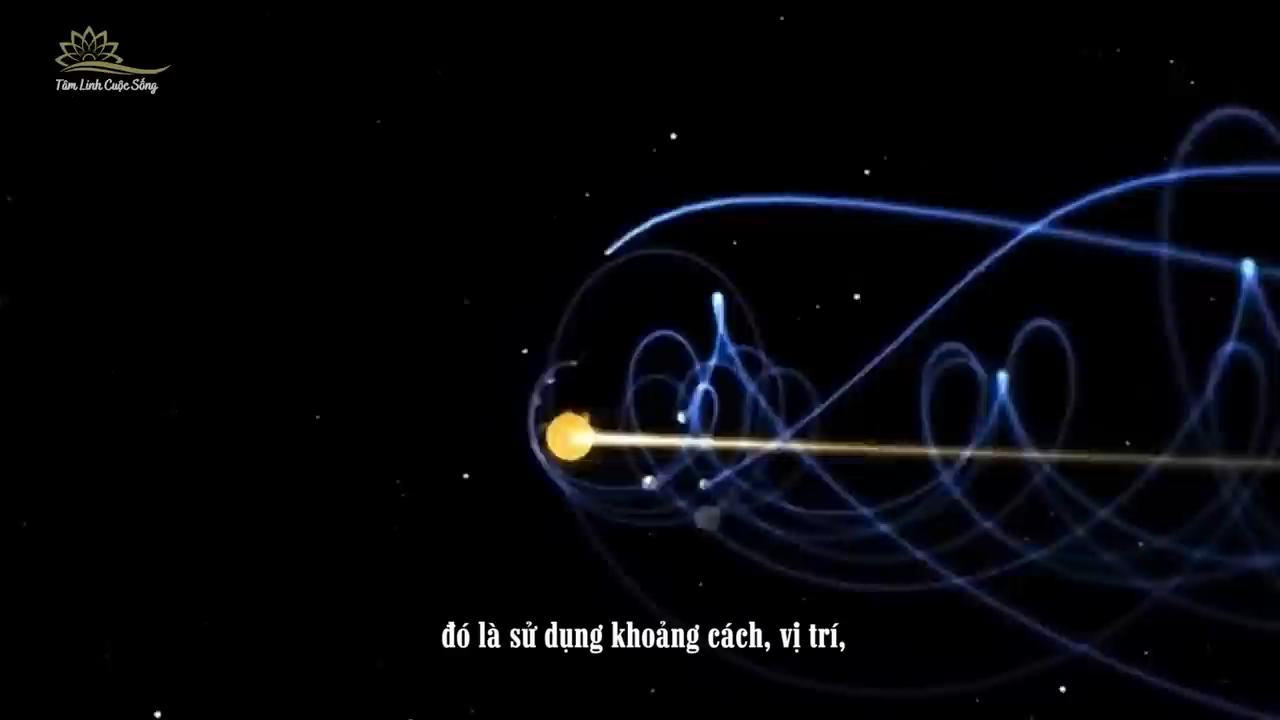 Tâm Linh Cuộc Sống
đó là sử dụng khoảng cách, vị trí,